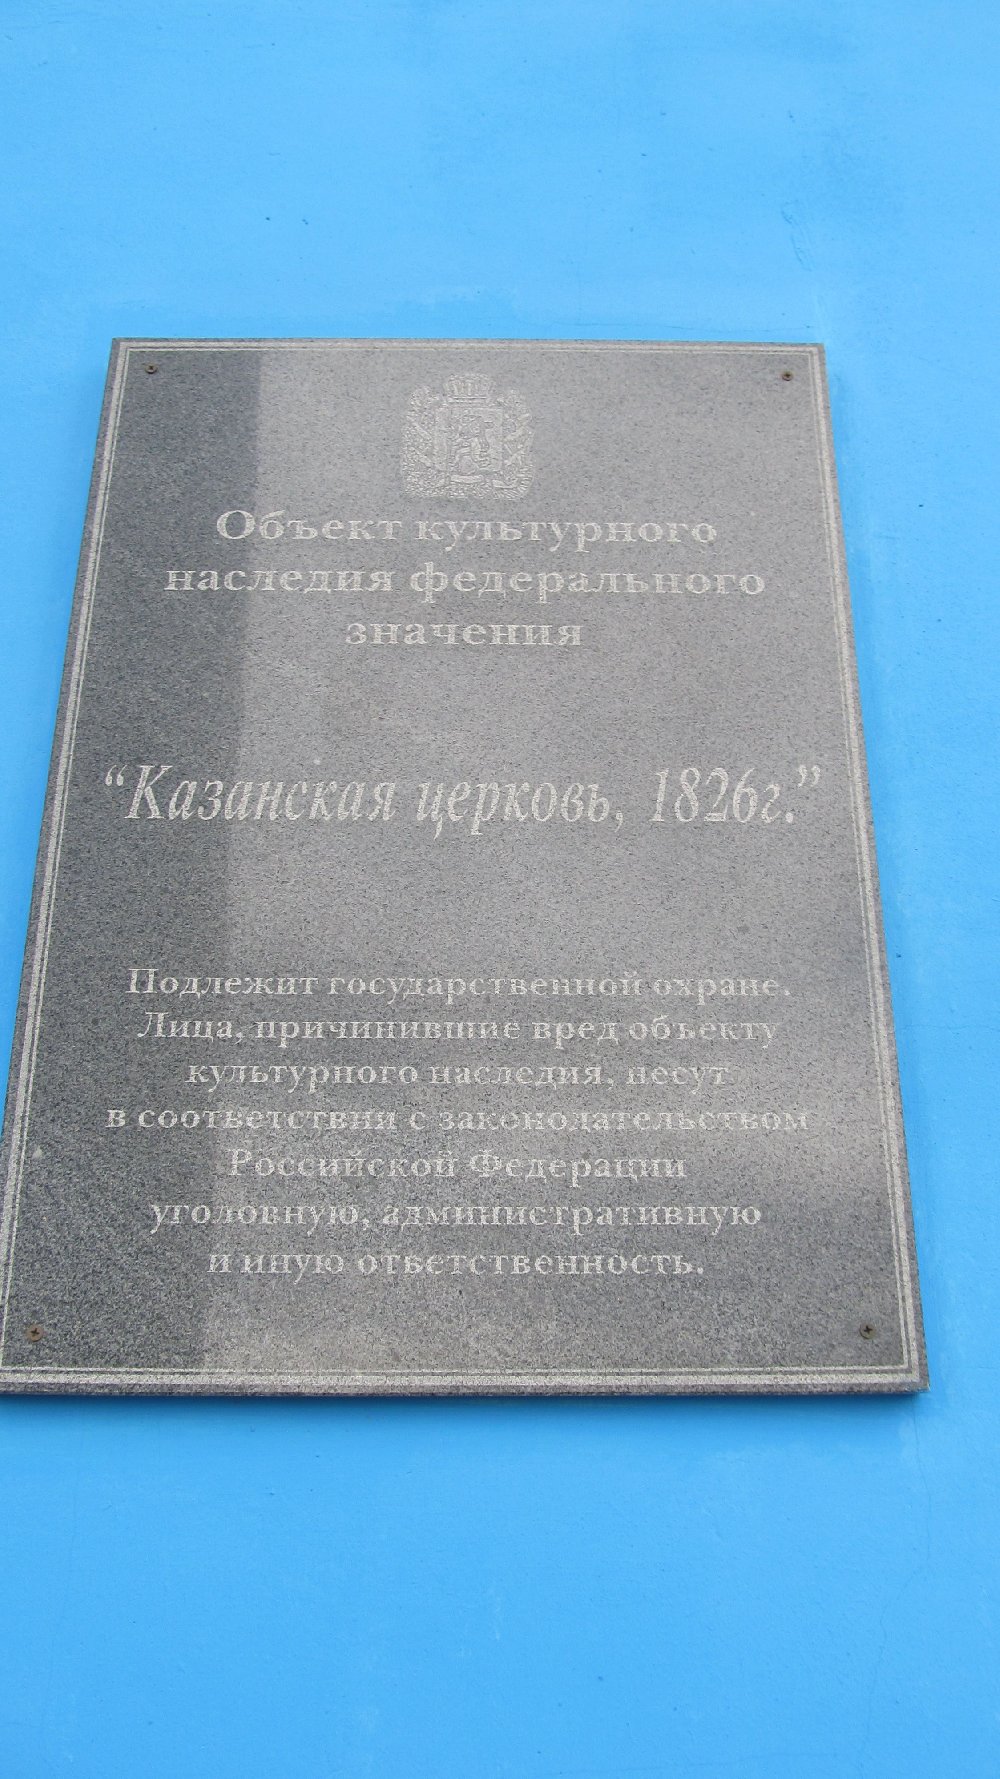 Объект культурного
наследия федерального
значения
“Казанская церковь, 1826г.”
Подлежит государственной охране.
Лица, причинившие вред объекту
культурного наследия, несут
в соответствии с законодательством
Российской Федерации
уголовную, административную
и иную ответственность.